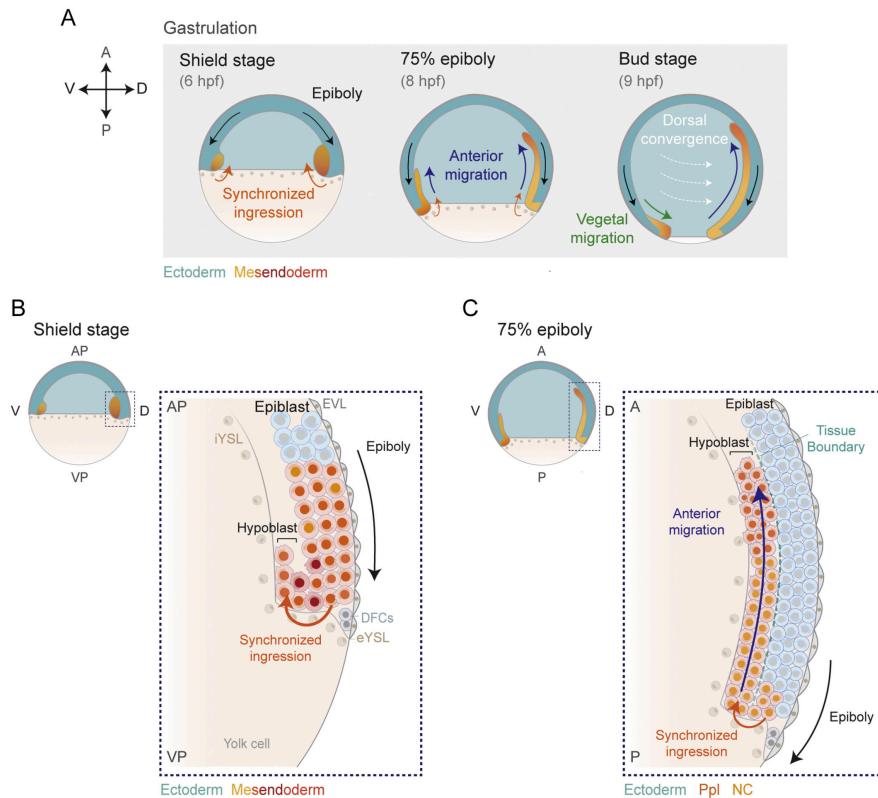 A
Gastrulation
A
V D
P
Shield stage
(6 hpf)
Epiboly
Synchronized
ingression
75% epiboly
(8 hpf)
Anterior
migration
Bud stage
(9 hpf)
Dorsal
convergence
Vegetal
migration
Ectoderm Mesendoderm
B
Shield stage
AP
V D
VP
AP
Epiblast
EVL
iYSL
Epiboly
Hypoblast
DFCs
eYSL
Synchronized
ingression
Yolk cell
VP
Ectoderm Mesendoderm
C
75% epiboly
A
V D
P
A
Epiblast
Tissue
Boundary
Hypoblast
Anterior
migration
Epiboly
Synchronized
ingression
P
Ectoderm Ppl NC